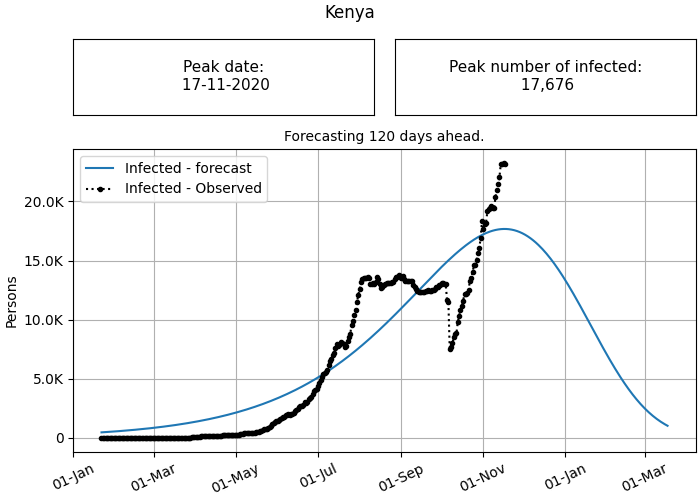 Kenya
Peak date:
17-11-2020
Peak number of infected:
17,676
Forecasting 120 days ahead.
Infected - forecast
Infected - Observed
20.0K
15.0K
10.0K
5.0K
0
Persons
01-Jan
01-Mar
01-May
01-Jul
01-Sep
01-Nov
01-Jan
01-Mar